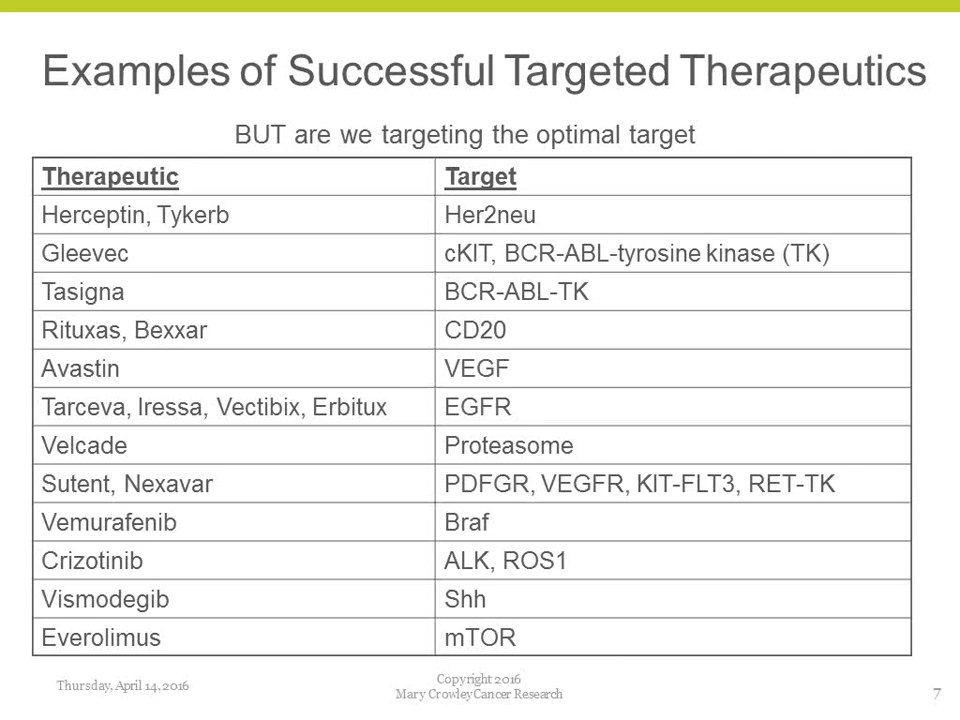 Examples of Successful Targeted Therapeutics
BUT are we targeting the optimal target
Therapeutic Target
Herceptin, Tykerb Her2neu
Gleevec cKIT, BCR-ABL-tyrosine kinase (TK)
Tasigna BCR-ABL-TK
Rituxas, Bexxar CD20
Avastin VEGF
Tarceva, Iressa, Vectibix, Erbitux EGFR
Velcade Proteasome
Sutent, Nexavar PDFGR, VEGFR, KIT-FLT3, RET-TK
Vemurafenib Braf
Crizotinib ALK, ROS1
Vismodegib Shh
Everolimus mTOR
Thursday, April 14, 2016
Copyright 2016
Mary CrowleyCancer Research
7